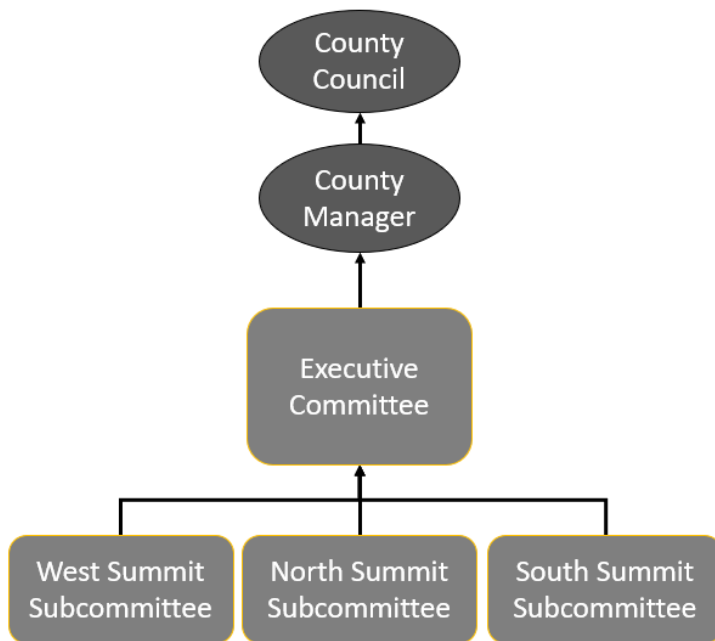 County
Council
County
Manager
Executive
Committee
West Summit
Subcommittee
North Summit
Subcommittee
South Summit
Subcommittee